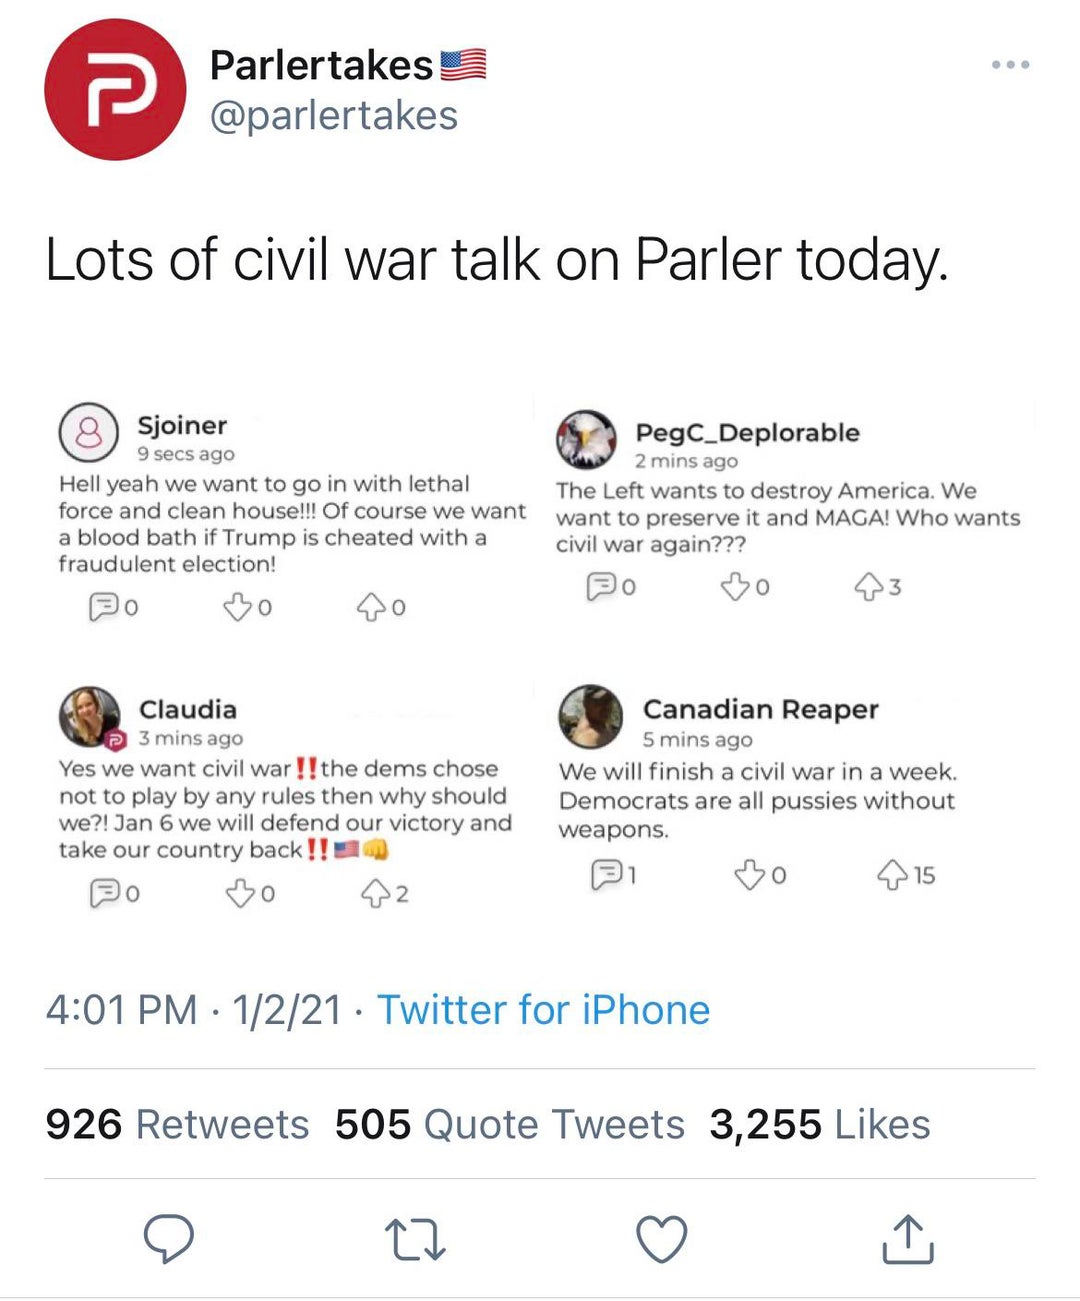 Parlertakes🇺🇸
@parlertakes
Lots of civil war talk on Parler today.
Sjoiner
9 secs ago
Hell yeah we want to go in with lethal
force and clean house!!! Of course we want
a blood bath if Trump is cheated with a
fraudulent election!
0 0 0
PegC_Deplorable
2 mins ago
The Left wants to destroy America. We
want to preserve it and MAGA! Who wants
civil war again???
0 0 3
Claudia
3 mins ago
Yes we want civil war‼️the dems chose
not to play by any rules then why should
we?! Jan 6 we will defend our victory and
take our country back‼️🇺🇸👊
0 0 2
Canadian Reaper
5 mins ago
We will finish a civil war in a week.
Democrats are all pussies without
weapons.
1 0 15
4:01 PM · 1/2/21 · Twitter for iPhone
926 Retweets 505 Quote Tweets 3,255 Likes